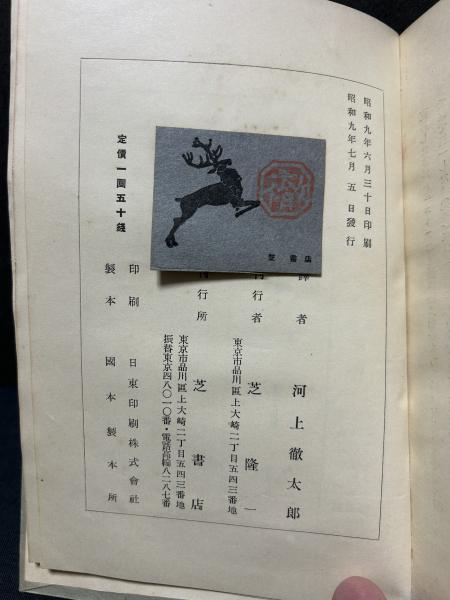 昭和九年六月三十日印刷
昭和九年七月五日發行
譯者 河上徹太郎
刊行者 芝隆一
東京市品川區上大崎二丁目五四三番地
刊行所 芝書店
東京市品川區上大崎二丁目五四三番地
振替東京四八〇一〇番・電話高輪八二八七番
印刷 日東印刷株式會社
製本 國本製本所
定價一圓五十錢
芝書店